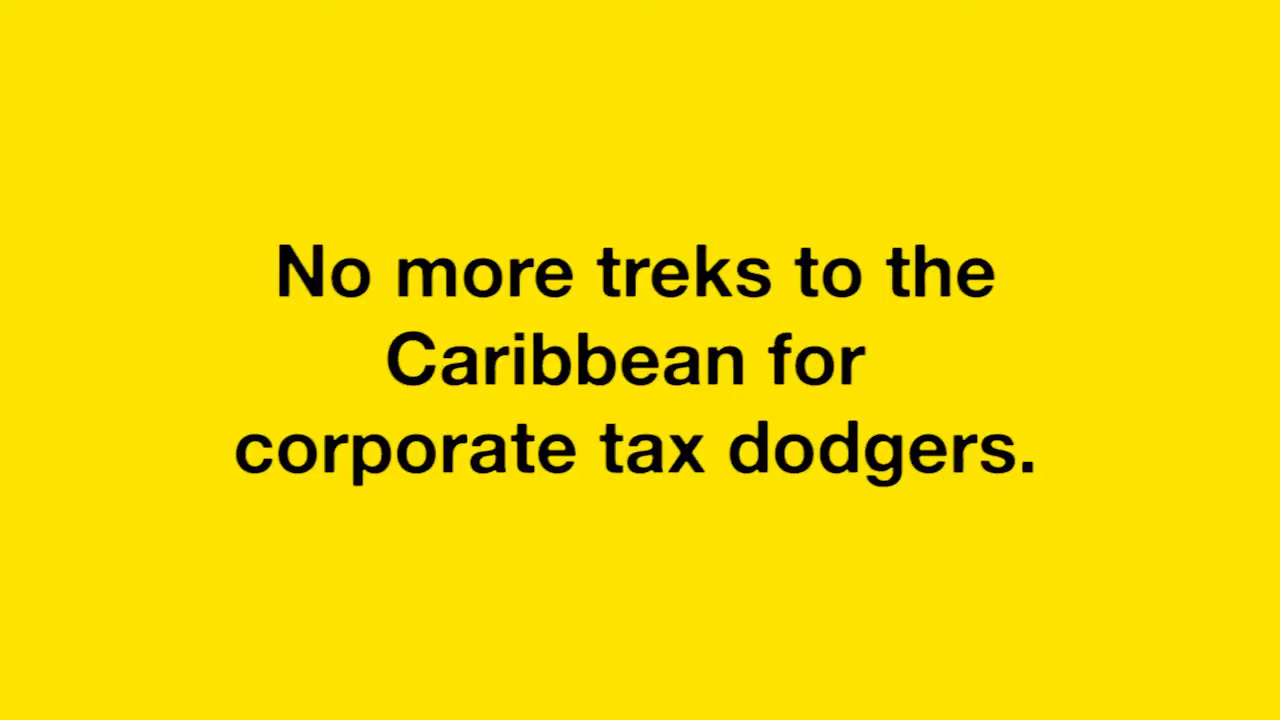 No more treks to the
Caribbean for
corporate tax dodgers.